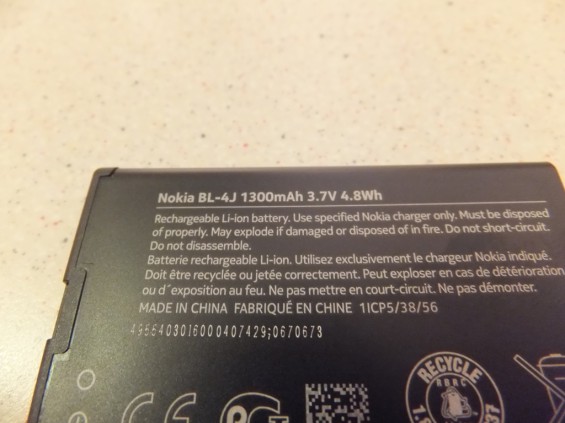 Nokia BL-4J 1300mAh 3.7V 4.8Wh
Rechargeable Li-ion battery. Use specified Nokia charger only. Must be disposed
of properly. May explode if damaged or disposed of in fire. Do not short-circuit.
Do not disassemble.
Batterie rechargeable Li-ion. Utilisez exclusivement le chargeur Nokia indiqué.
Doit être recyclée ou jetée correctement. Peut exploser en cas de détérioration
ou d'exposition au feu. Ne pas mettre en court-circuit. Ne pas démonter.
MADE IN CHINA FABRIQUÉ EN CHINE 1ICP5/38/56
4955403016000407429;0670673
RECYCLE
RBRC